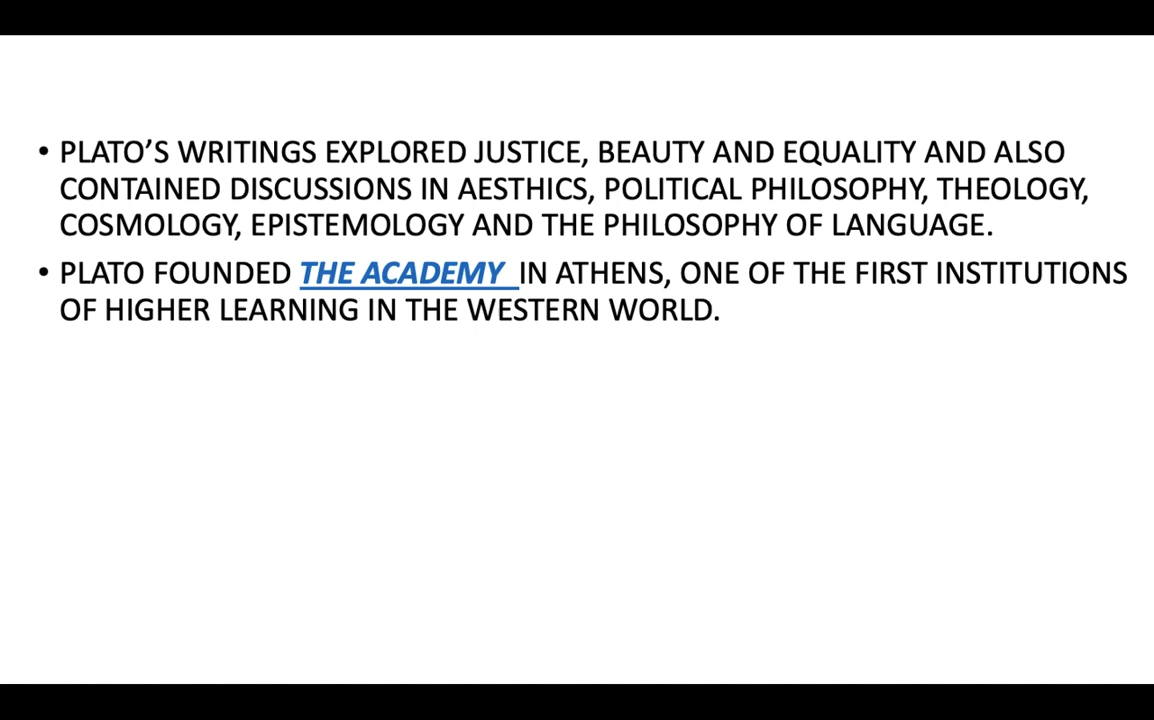 • PLATO’S WRITINGS EXPLORED JUSTICE, BEAUTY AND EQUALITY AND ALSO
CONTAINED DISCUSSIONS IN AESTHICS, POLITICAL PHILOSOPHY, THEOLOGY,
COSMOLOGY, EPISTEMOLOGY AND THE PHILOSOPHY OF LANGUAGE.
• PLATO FOUNDED THE ACADEMY IN ATHENS, ONE OF THE FIRST INSTITUTIONS
OF HIGHER LEARNING IN THE WESTERN WORLD.